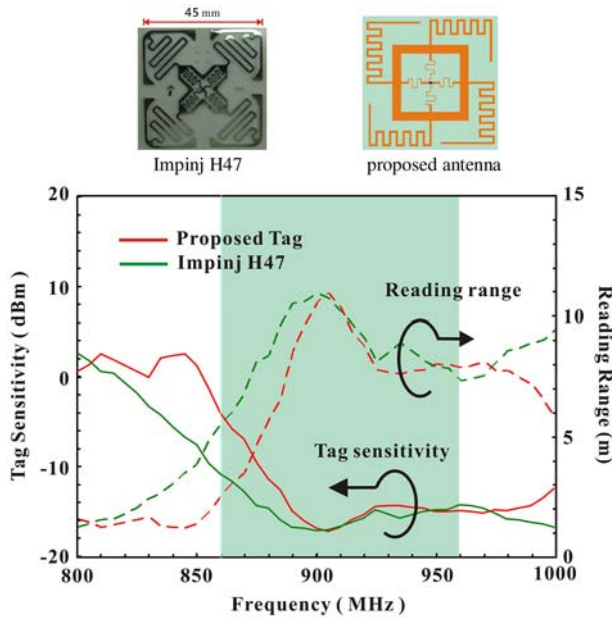 45 mm
Impinj H47
proposed antenna
Proposed Tag
Impinj H47
Reading range
Tag sensitivity
Tag Sensitivity ( dBm )
20
10
0
-10
-20
Reading Range (m)
15
10
5
0
800
850
900
950
1000
Frequency ( MHz )